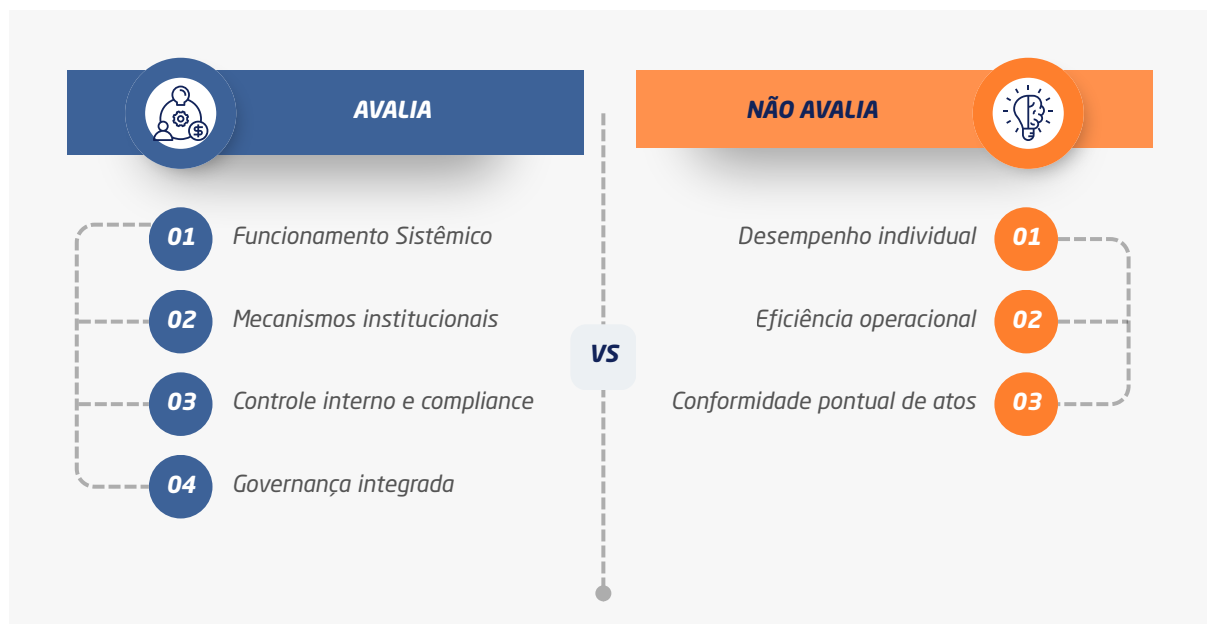 AVALIA
01 Funcionamento Sistêmico
02 Mecanismos institucionais
03 Controle interno e compliance
04 Governança integrada
VS
NÃO AVALIA
Desempenho individual 01
Eficiência operacional 02
Conformidade pontual de atos 03